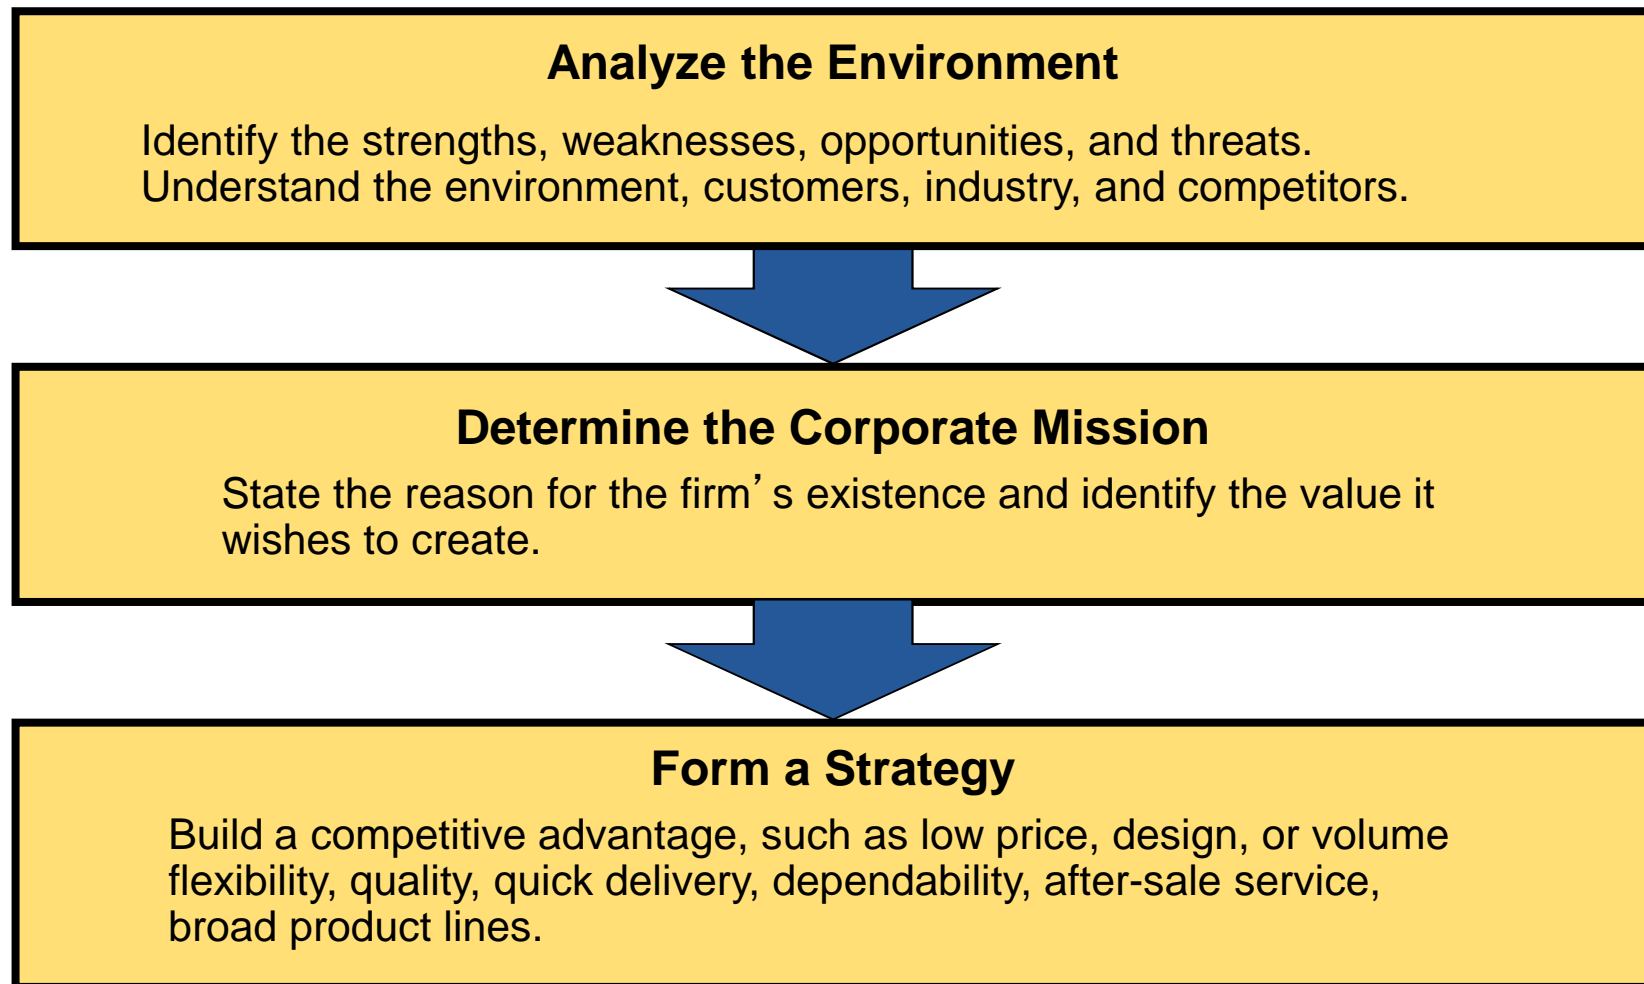 Analyze the Environment
Identify the strengths, weaknesses, opportunities, and threats.
Understand the environment, customers, industry, and competitors.
Determine the Corporate Mission
State the reason for the firm’s existence and identify the value it
wishes to create.
Form a Strategy
Build a competitive advantage, such as low price, design, or volume
flexibility, quality, quick delivery, dependability, after-sale service,
broad product lines.